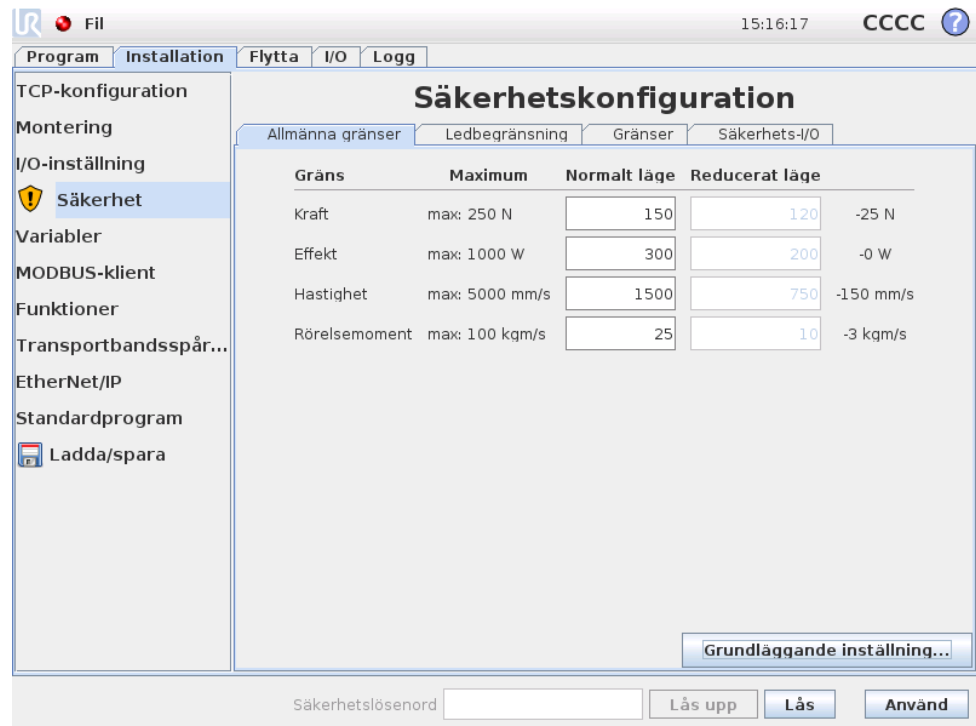 UR Fil 15:16:17 CCCC ?
Program Installation Flytta I/O Logg
TCP-konfiguration
Montering
I/O-inställning
Säkerhet
Variabler
MODBUS-klient
Funktioner
Transportbandsspår...
EtherNet/IP
Standardprogram
Ladda/spara
Säkerhetskonfiguration
Allmänna gränser Ledbegränsning Gränser Säkerhets-I/O
Gräns Maximum Normalt läge Reducerat läge
Kraft max: 250 N 150 120 -25 N
Effekt max: 1000 W 300 200 -0 W
Hastighet max: 5000 mm/s 1500 750 -150 mm/s
Rörelsemoment max: 100 kgm/s 25 10 -3 kgm/s
Grundläggande inställning...
Säkerhetslösenord Lås upp Lås Använd